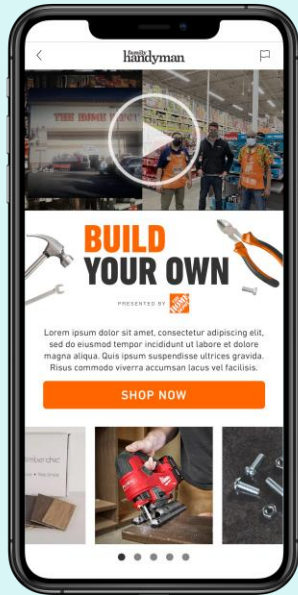 family
handyman
THE HOME DEPOT
BUILD
YOUR OWN
PRESENTED BY
Lorem ipsum dolor sit amet, consectetur adipiscing elit,
sed do eiusmod tempor incididunt ut labore et dolore
magna aliqua. Quis ipsum suspendisse ultrices gravida.
Risus commodo viverra accumsan lacus vel facilisis.
SHOP NOW
mberchic
Milwaukee